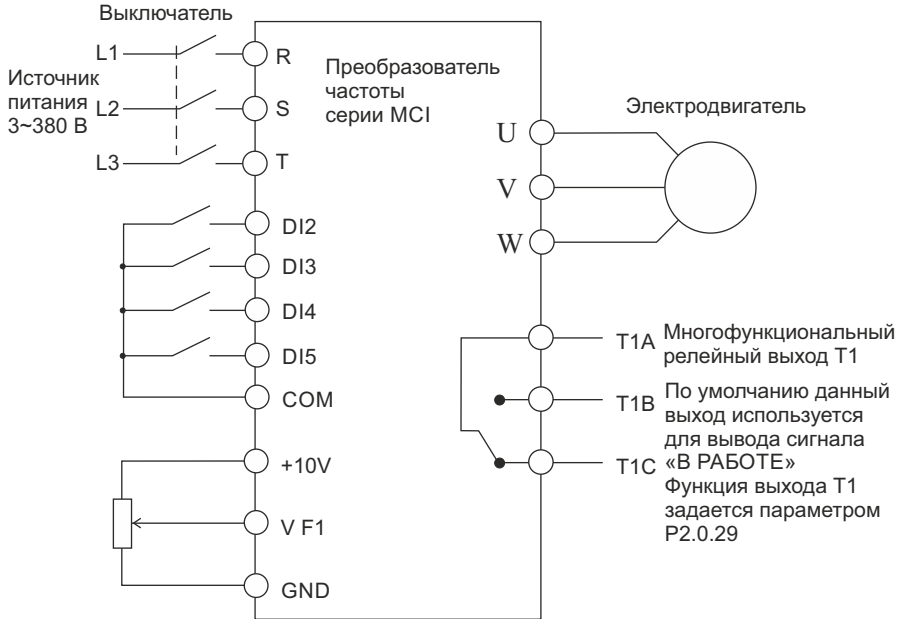 Выключатель
L1
L2
L3
Источник
питания
3~380 В
R
S
T
Преобразователь
частоты
серии MCI
Электродвигатель
U
V
W
DI2
DI3
DI4
DI5
COM
+10V
V F1
GND
T1A
T1B
T1C
Многофункциональный
релейный выход T1
По умолчанию данный
выход используется
для вывода сигнала
«В РАБОТЕ»
Функция выхода T1
задается параметром
P2.0.29